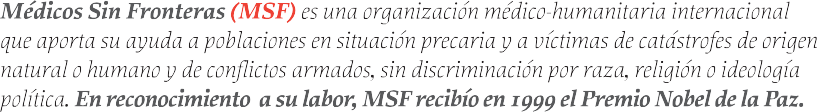 Médicos Sin Fronteras (MSF) es una organización médico-humanitaria internacional
que aporta su ayuda a poblaciones en situación precaria y a víctimas de catástrofes de origen
natural o humano y de conflictos armados, sin discriminación por raza, religión o ideología
política. En reconocimiento a su labor, MSF recibío en 1999 el Premio Nobel de la Paz.